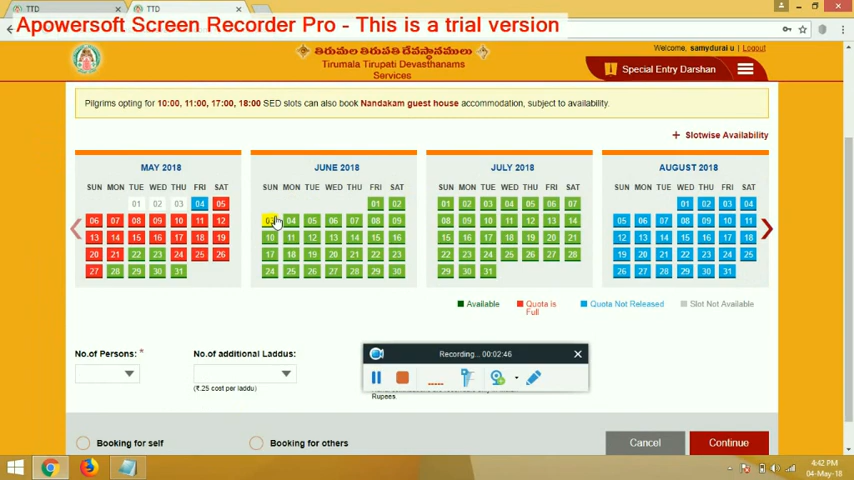 TTD
TTD
Apowersoft Screen Recorder Pro - This is a trial version
తిరుమల తిరుపతి దేవస్థానములు
Tirumala Tirupati Devasthanams
Services
Welcome, samydurai u | Logout
Special Entry Darshan
Pilgrims opting for 10:00, 11:00, 17:00, 18:00 SED slots can also book Nandakam guest house accommodation, subject to availability.
+ Slotwise Availability
MAY 2018
SUN MON TUE WED THU FRI SAT
01 02 03 04 05
06 07 08 09 10 11 12
13 14 15 16 17 18 19
20 21 22 23 24 25 26
27 28 29 30 31
JUNE 2018
SUN MON TUE WED THU FRI SAT
01 02
03 04 05 06 07 08 09
10 11 12 13 14 15 16
17 18 19 20 21 22 23
24 25 26 27 28 29 30
JULY 2018
SUN MON TUE WED THU FRI SAT
01 02 03 04 05 06 07
08 09 10 11 12 13 14
15 16 17 18 19 20 21
22 23 24 25 26 27 28
29 30 31
AUGUST 2018
SUN MON TUE WED THU FRI SAT
01 02 03 04
05 06 07 08 09 10 11
12 13 14 15 16 17 18
19 20 21 22 23 24 25
26 27 28 29 30 31
Available
Quota is
Full
Quota Not Released
Slot Not Available
No.of Persons: *
No.of additional Laddus:
(₹.25 cost per laddu)
Recording... 00:02:46
Rupees
Booking for self
Booking for others
Cancel
Continue
4:42 PM
04-May-18